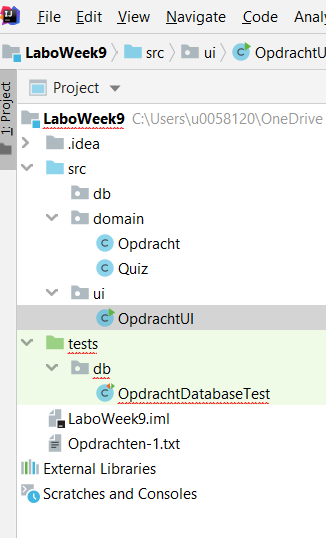 File Edit View Navigate Code Analy
LaboWeek9 src ui OpdrachtU
1: Project
Project
LaboWeek9 C:\Users\u0058120\OneDrive
.idea
src
db
domain
Opdracht
Quiz
ui
OpdrachtUI
tests
db
OpdrachtDatabaseTest
LaboWeek9.iml
Opdrachten-1.txt
External Libraries
Scratches and Consoles